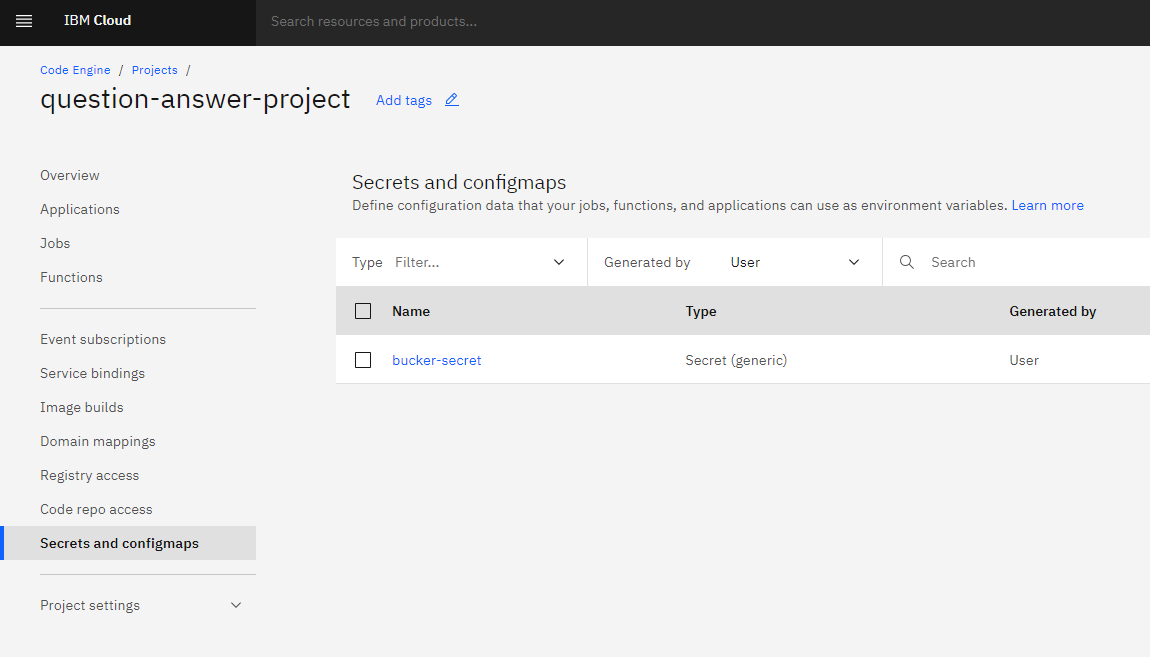 IBM Cloud
Search resources and products...
Code Engine / Projects /
question-answer-project
Add tags
Overview
Applications
Jobs
Functions
Event subscriptions
Service bindings
Image builds
Domain mappings
Registry access
Code repo access
Secrets and configmaps
Project settings
Secrets and configmaps
Define configuration data that your jobs, functions, and applications can use as environment variables. Learn more
Type Filter... Generated by User Search
Name Type Generated by
bucker-secret Secret (generic) User